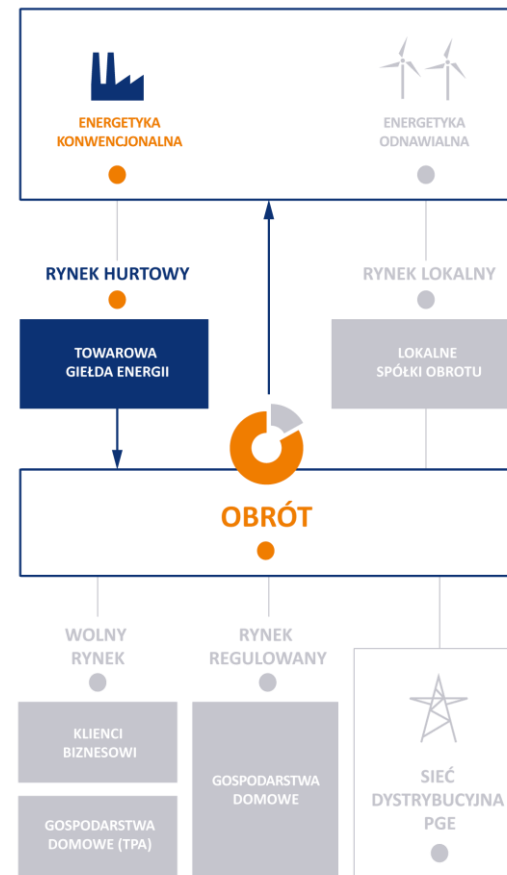 ENERGETYKA
KONWENCJONALNA
ENERGETYKA
ODNAWIALNA
RYNEK HURTOWY
RYNEK LOKALNY
TOWAROWA
GIEŁDA ENERGII
LOKALNE
SPÓŁKI OBROTU
OBRÓT
WOLNY
RYNEK
RYNEK
REGULOWANY
KLIENCI
BIZNESOWI
GOSPODARSTWA
DOMOWE (TPA)
GOSPODARSTWA
DOMOWE
SIEĆ
DYSTRYBUCYJNA
PGE